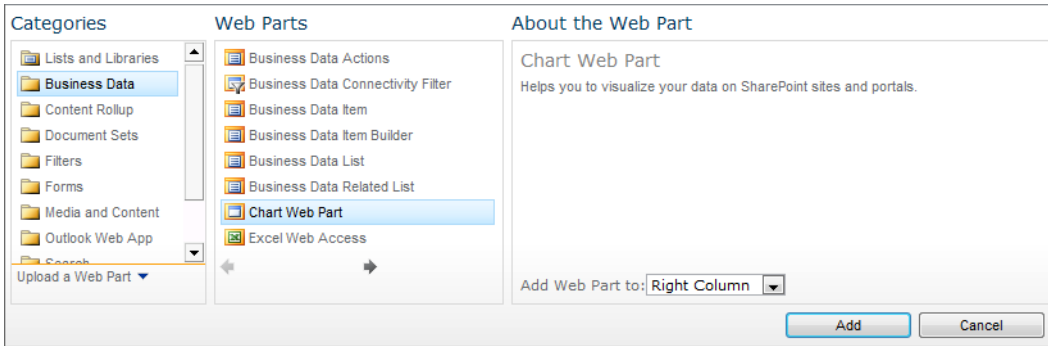 Categories
Lists and Libraries
Business Data
Content Rollup
Document Sets
Filters
Forms
Media and Content
Outlook Web App
Search
Upload a Web Part
Web Parts
Business Data Actions
Business Data Connectivity Filter
Business Data Item
Business Data Item Builder
Business Data List
Business Data Related List
Chart Web Part
Excel Web Access
About the Web Part
Chart Web Part
Helps you to visualize your data on SharePoint sites and portals.
Add Web Part to: Right Column
Add Cancel